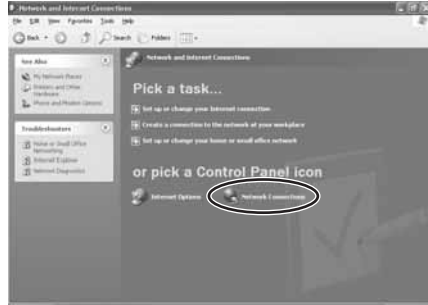 Network and Internet Connections
File Edit View Favorites Tools Help
Back Search Folders
See Also
My Network Places
Printers and Other
Hardware
Phone and Modem Options
Troubleshooters
Home or Small Office
Networking
Internet Explorer
Network Diagnostics
Network and Internet Connections
Pick a task...
Set up or change your Internet connection
Create a connection to the network at your workplace
Set up or change your home or small office network
or pick a Control Panel icon
Internet Options
Network Connections